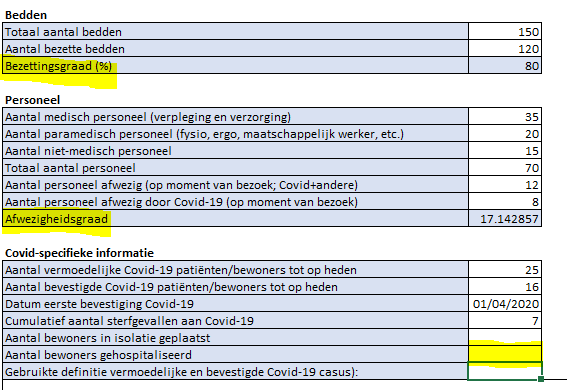 Bedden
Totaal aantal bedden 150
Aantal bezette bedden 120
Bezettingsgraad (%) 80
Personeel
Aantal medisch personeel (verpleging en verzorging) 35
Aantal paramedisch personeel (fysio, ergo, maatschappelijk werker, etc.) 20
Aantal niet-medisch personeel 15
Totaal aantal personeel 70
Aantal personeel afwezig (op moment van bezoek; Covid+andere) 12
Aantal personeel afwezig door Covid-19 (op moment van bezoek) 8
Afwezigheidsgraad 17.142857
Covid-specifieke informatie
Aantal vermoedelijke Covid-19 patiënten/bewoners tot op heden 25
Aantal bevestigde Covid-19 patiënten/bewoners tot op heden 16
Datum eerste bevestiging Covid-19 01/04/2020
Cumulatief aantal sterfgevallen aan Covid-19 7
Aantal bewoners in isolatie geplaatst
Aantal bewoners gehospitaliseerd
Gebruikte definitie vermoedelijke en bevestigde Covid-19 casus):